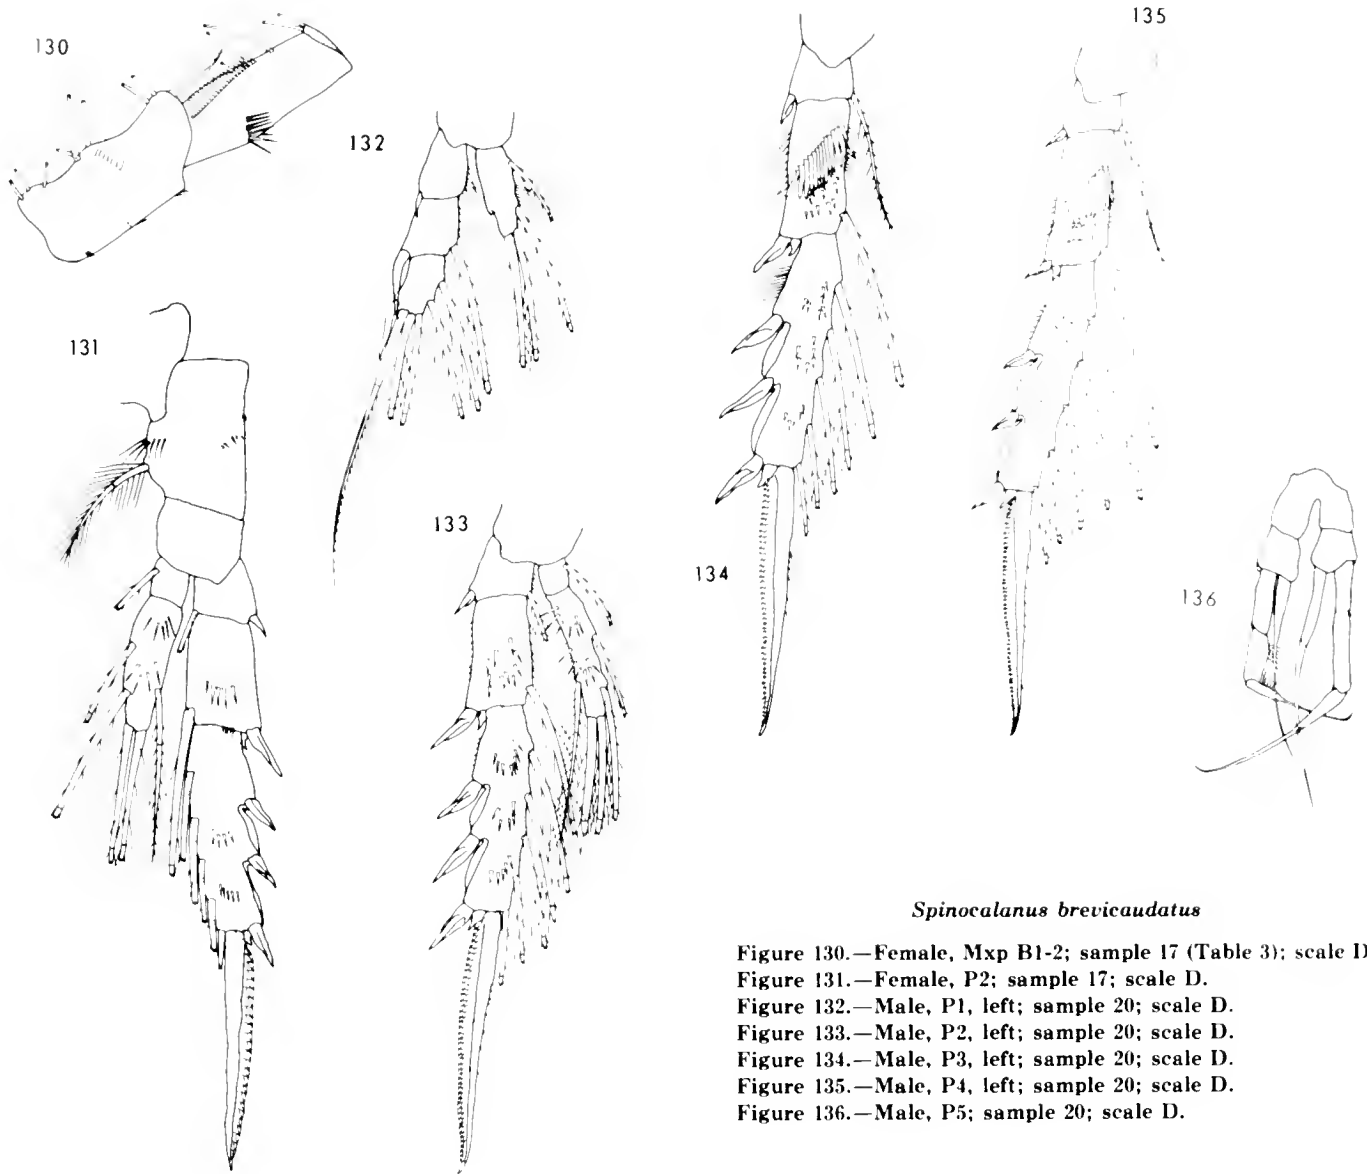 130
135
132
131
133
134
136
Spinocalanus brevicaudatus
Figure 130.—Female, Mxp B1-2; sample 17 (Table 3); scale D
Figure 131.—Female, P2; sample 17; scale D.
Figure 132.—Male, P1, left; sample 20; scale D.
Figure 133.—Male, P2, left; sample 20; scale D.
Figure 134.—Male, P3, left; sample 20; scale D.
Figure 135.—Male, P4, left; sample 20; scale D.
Figure 136.—Male, P5; sample 20; scale D.